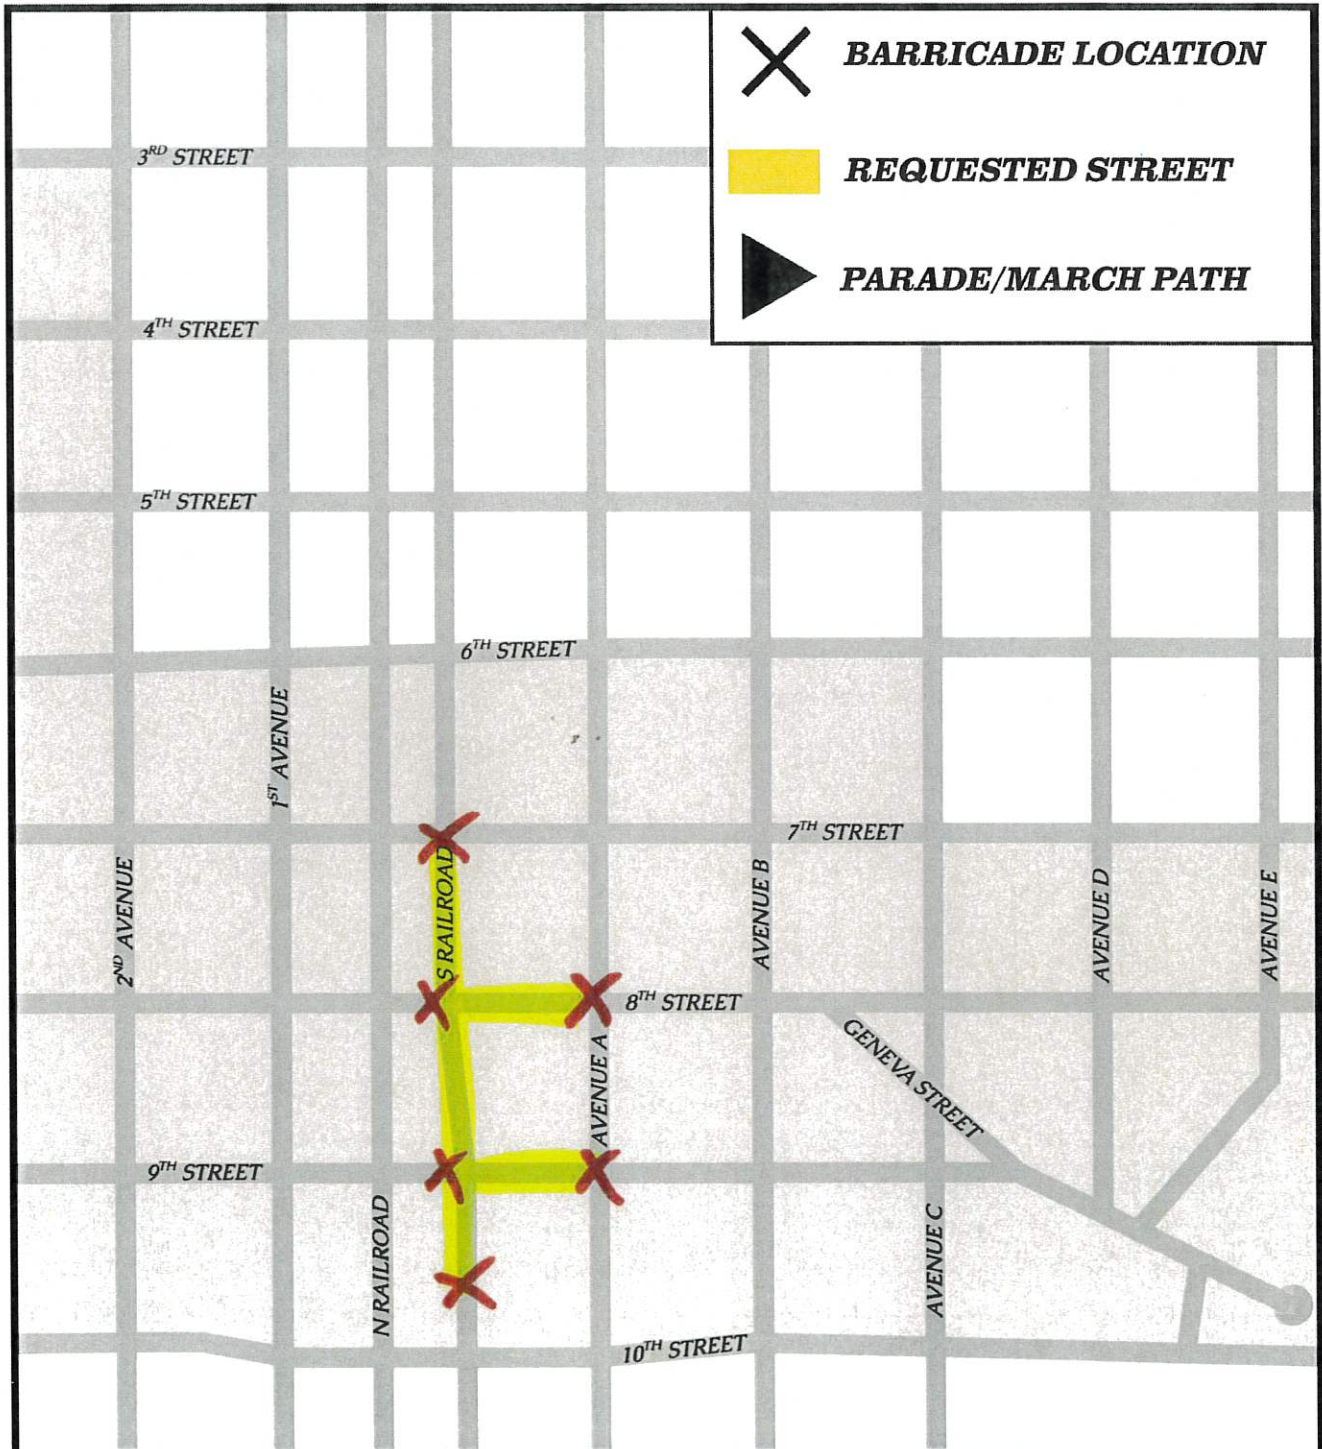 BARRICADE LOCATION
REQUESTED STREET
PARADE/MARCH PATH
3RD STREET
4TH STREET
5TH STREET
6TH STREET
1ST AVENUE
7TH STREET
2ND AVENUE
S RAILROAD
AVENUE B
AVENUE D
AVENUE E
8TH STREET
AVENUE A
GENEVA STREET
9TH STREET
N RAILROAD
AVENUE C
10TH STREET